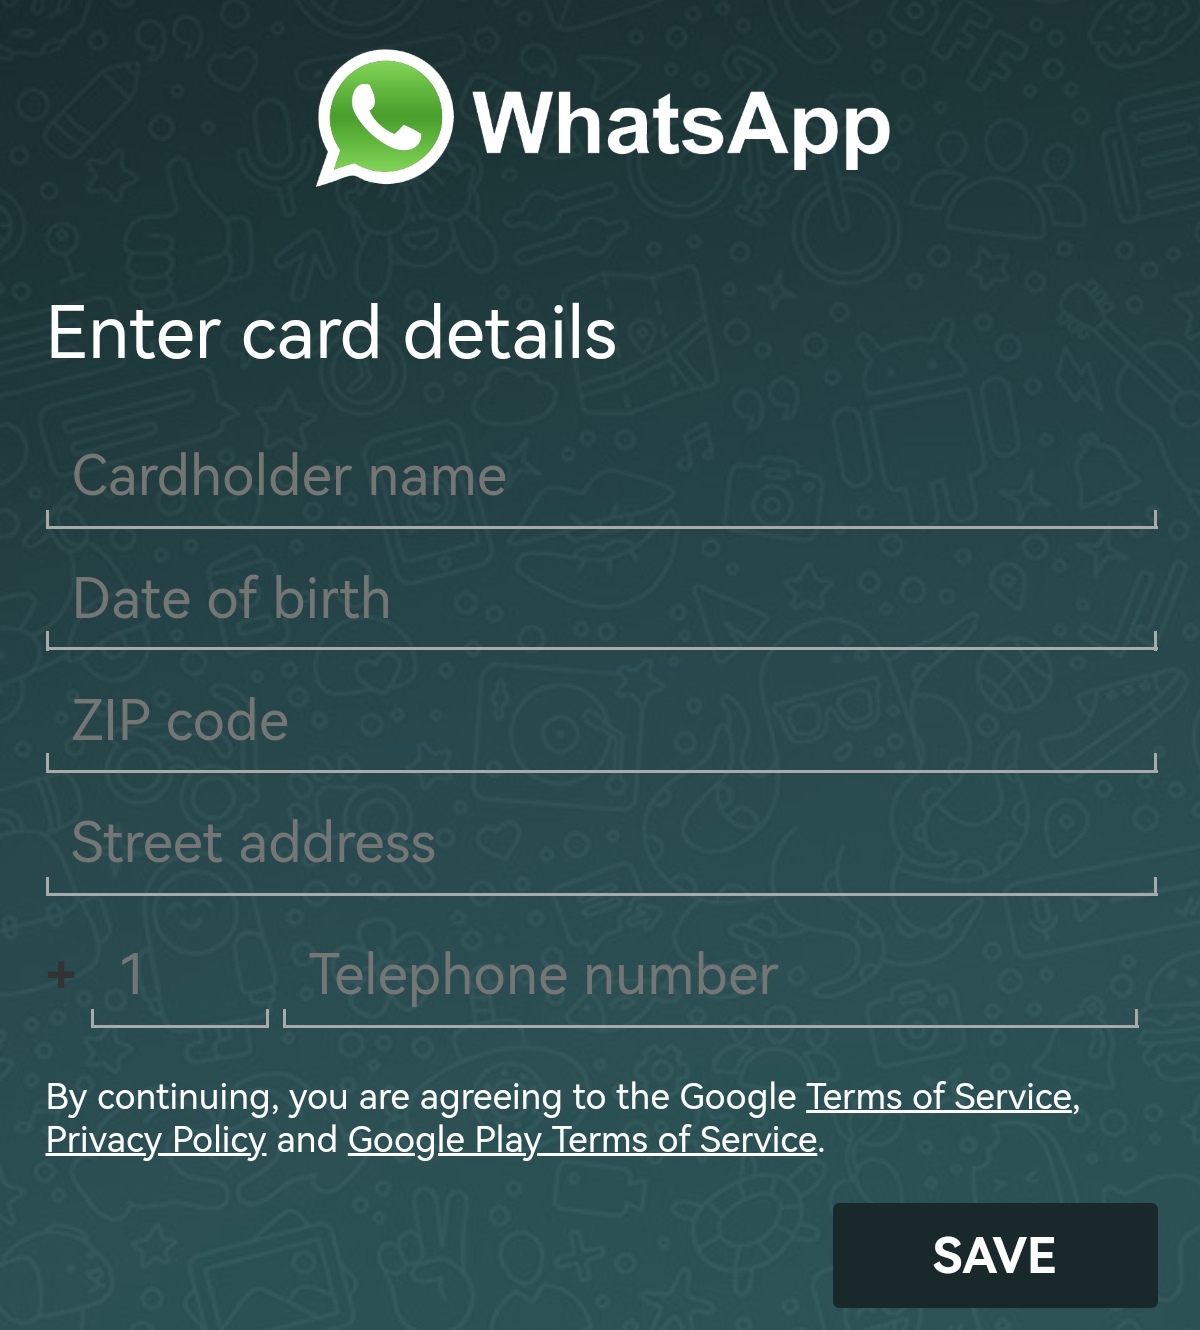 WhatsApp
Enter card details
Cardholder name
Date of birth
ZIP code
Street address
+ 1 Telephone number
By continuing, you are agreeing to the Google Terms of Service,
Privacy Policy and Google Play Terms of Service.
SAVE